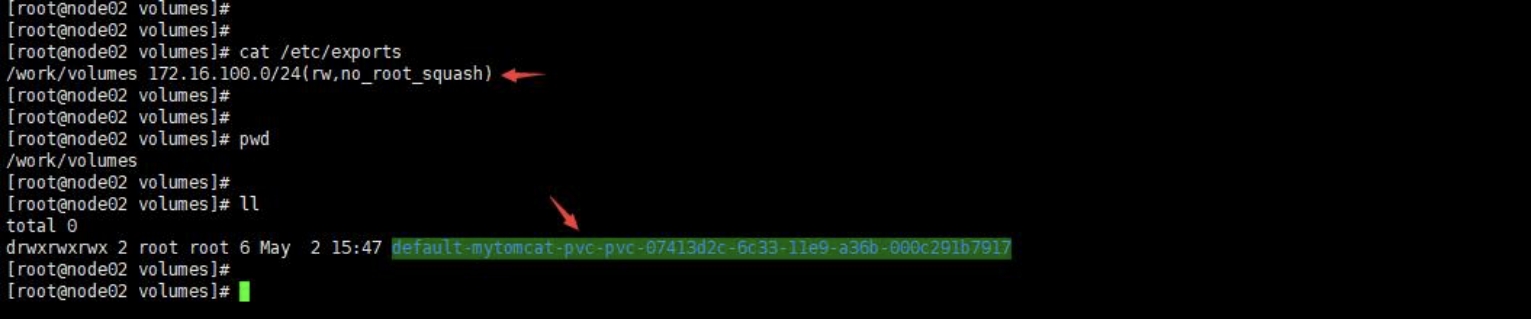 [root@node02 volumes]#
[root@node02 volumes]#
[root@node02 volumes]# cat /etc/exports
/work/volumes 172.16.100.0/24(rw,no_root_squash)
[root@node02 volumes]#
[root@node02 volumes]#
[root@node02 volumes]# pwd
/work/volumes
[root@node02 volumes]#
[root@node02 volumes]# ll
total 0
drwxrwxrwx 2 root root 6 May  2 15:47 default-mytomcat-pvc-pvc-07413d2c-6c33-11e9-a36b-000c291b7917
[root@node02 volumes]#
[root@node02 volumes]#